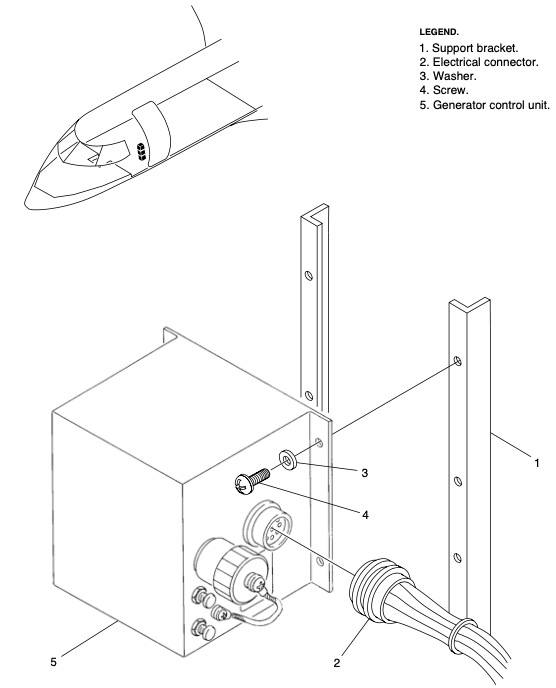 LEGEND.
1. Support bracket.
2. Electrical connector.
3. Washer.
4. Screw.
5. Generator control unit.
1
3
4
2
5